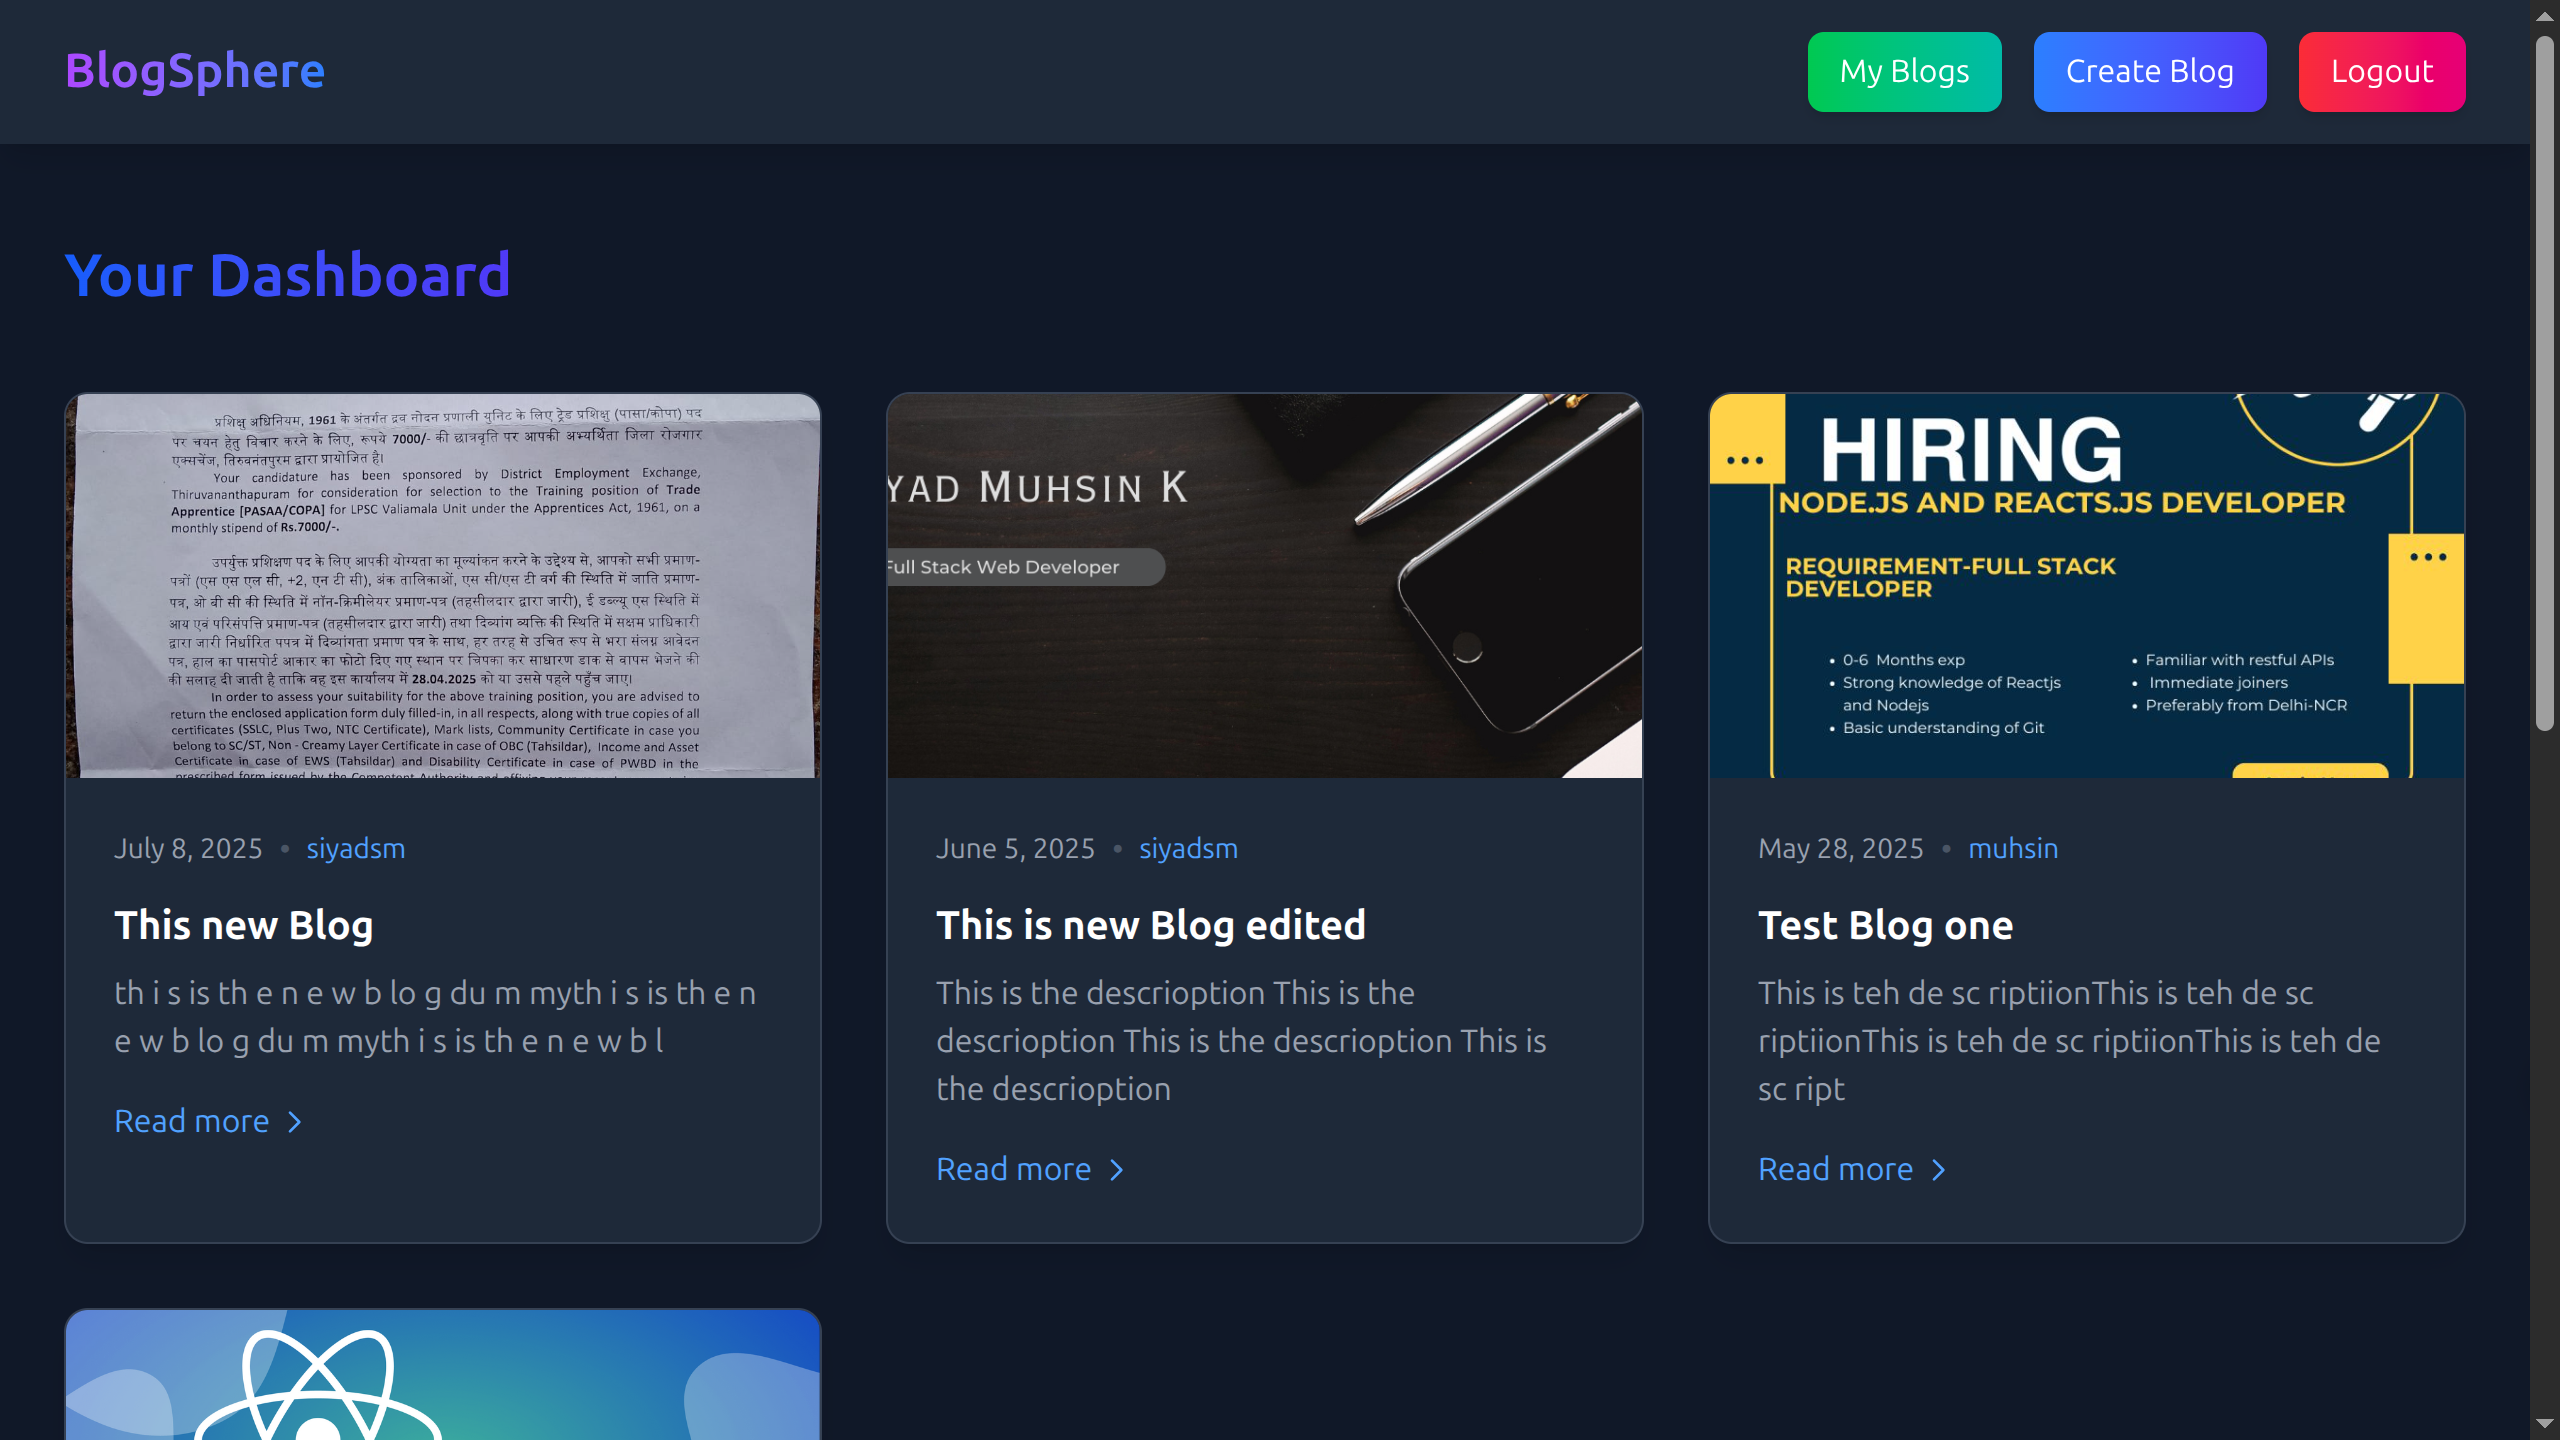 BlogSphere
My Blogs
Create Blog
Logout
Your Dashboard
प्रशिक्षु अधिनियम, 1961 के अंतर्गत द्रव नोदन प्रणाली युनिट के लिए ट्रेड प्रशिक्षु (पासा/कोपा) पद
पर चयन हेतु विचार करने के लिए, रूपये 7000/- की छात्रवृति पर आपकी अभ्यर्थिता जिला रोजगार
एक्सचेंज, तिरुवनंतपुरम द्वारा प्रायोजित है।
Your candidature has been sponsored by District Employment Exchange,
Thiruvananthapuram for consideration for selection to the Training position of Trade
Apprentice [PASAA/COPA] for LPSC Valiamala Unit under the Apprentices Act, 1961, on a
monthly stipend of Rs.7000/-.
उपर्युक्त प्रशिक्षण पद के लिए आपकी योग्यता का मूल्यांकन करने के उद्देश्य से, आपको सभी प्रमाण-
पत्रों (एस एस एल सी, +2, एन टी सी), अंक तालिकाओं, एस सी/एस टी वर्ग की स्थिति में जाति प्रमाण-
पत्र, ओ बी सी की स्थिति में नॉन-क्रिमीलेयर प्रमाण-पत्र (तहसीलदार द्वारा जारी), ई डब्ल्यू एस स्थिति में
आय एवं परिसंपत्ति प्रमाण-पत्र (तहसीलदार द्वारा जारी) तथा दिव्यांग व्यक्ति की स्थिति में सक्षम प्राधिकारी
द्वारा जारी निर्धारित पपत्र में दिव्यांगता प्रमाण पत्र के साथ, हर तरह से उचित रूप से भरा संलग्न आवेदन
पत्र, हाल का पासपोर्ट आकार का फोटो दिए गए स्थान पर चिपका कर साधारण डाक से वापस भेजने की
की सलाह दी जाती है ताकि वह इस कार्यालय में 28.04.2025 को या उससे पहले पहुँच जाए।
In order to assess your suitability for the above training position, you are advised to
return the enclosed application form duly filled-in, in all respects, along with true copies of all
certificates (SSLC, Plus Two, NTC Certificate), Mark lists, Community Certificate in case you
belong to SC/ST, Non - Creamy Layer Certificate in case of OBC (Tahsildar), Income and Asset
Certificate in case of EWS (Tahsildar) and Disability Certificate in case of PWBD in the
prescribed form issued by the Competent Authority and affixing your
July 8, 2025 • siyadsm
This new Blog
th i s is th e n e w b lo g du m myth i s is th e n
e w b lo g du m myth i s is th e n e w b l
Read more
YAD MUHSIN K
Full Stack Web Developer
June 5, 2025 • siyadsm
This is new Blog edited
This is the descrioption This is the
descrioption This is the descrioption This is
the descrioption
Read more
HIRING
NODE.JS AND REACTS.JS DEVELOPER
REQUIREMENT-FULL STACK
DEVELOPER
• 0-6 Months exp
• Strong knowledge of Reactjs
and Nodejs
• Basic understanding of Git
• Familiar with restful APIs
• Immediate joiners
• Preferably from Delhi-NCR
May 28, 2025 • muhsin
Test Blog one
This is teh de sc riptiionThis is teh de sc
riptiionThis is teh de sc riptiionThis is teh de
sc ript
Read more